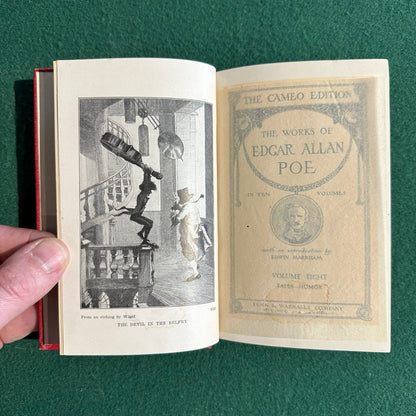 From an etching by Wögel
THE DEVIL IN THE BELFRY
THE CAMEO EDITION
THE WORKS OF
EDGAR ALLAN
POE
IN TEN VOLUMES
with an introduction by
EDWIN MARKHAM
VOLUME EIGHT
TALES—HUMOR
FUNK & WAGNALLS COMPANY